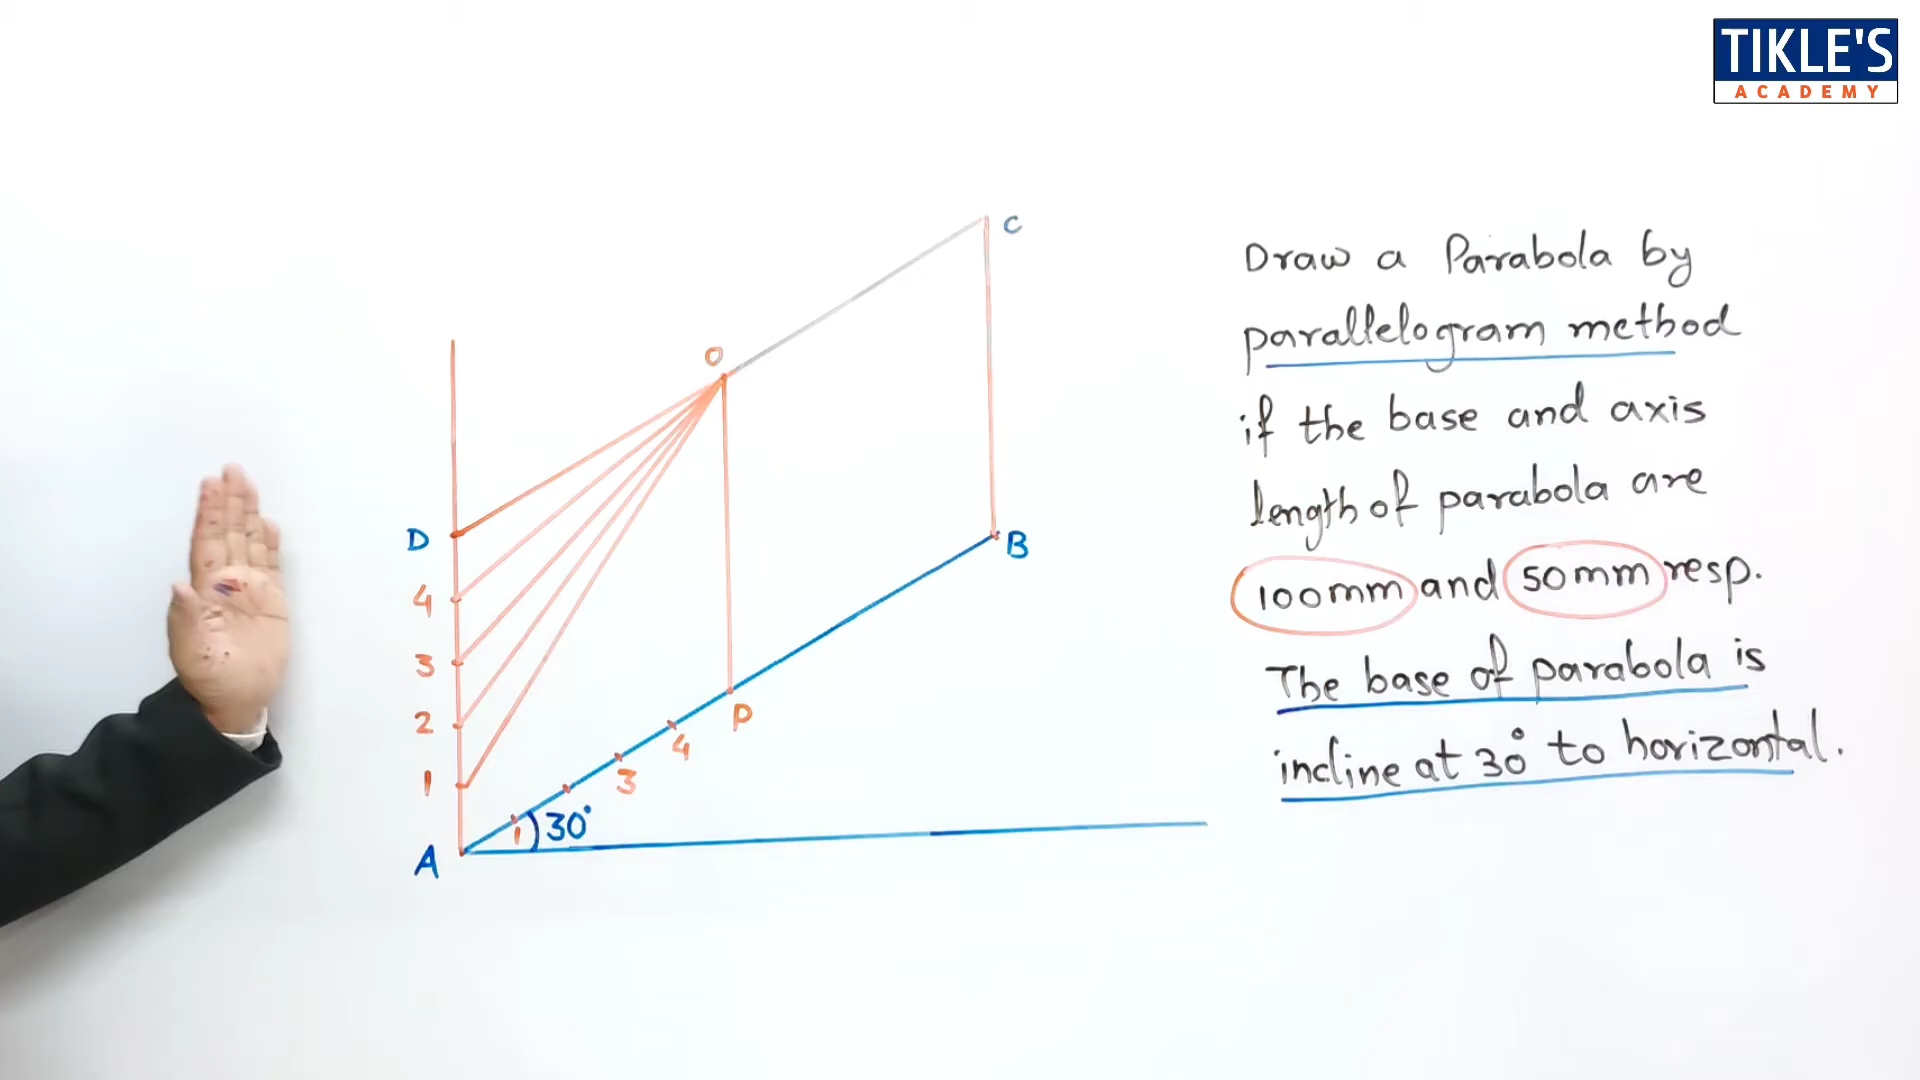 TIKLE'S
ACADEMY
C
O
D
B
4
3
2
1
A
P
4
3
1
30°
Draw a Parabola by
parallelogram method
if the base and axis
length of parabola are
100mm and 50mm resp.
The base of parabola is
incline at 30° to horizontal.